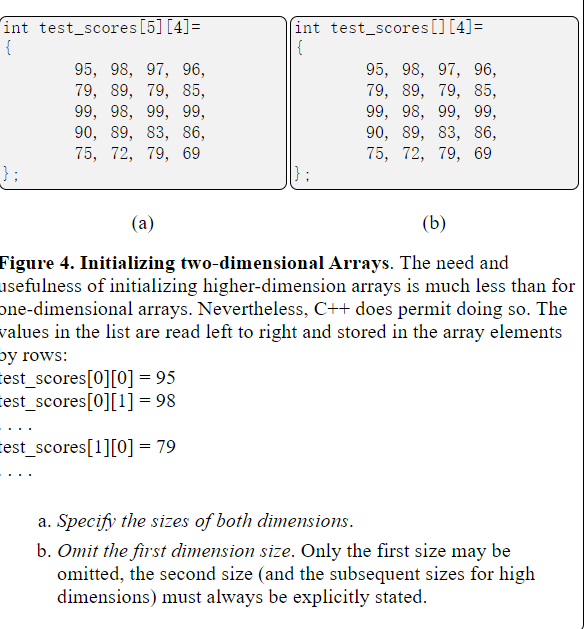 int test_scores[5][4]=
{
95, 98, 97, 96,
79, 89, 79, 85,
99, 98, 99, 99,
90, 89, 83, 86,
75, 72, 79, 69
};
(a)
int test_scores[][4]=
{
95, 98, 97, 96,
79, 89, 79, 85,
99, 98, 99, 99,
90, 89, 83, 86,
75, 72, 79, 69
};
(b)
Figure 4. Initializing two-dimensional Arrays. The need and
usefulness of initializing higher-dimension arrays is much less than for
one-dimensional arrays. Nevertheless, C++ does permit doing so. The
values in the list are read left to right and stored in the array elements
by rows:
test_scores[0][0] = 95
test_scores[0][1] = 98
. . . .
test_scores[1][0] = 79
. . . .
a. Specify the sizes of both dimensions.
b. Omit the first dimension size. Only the first size may be
omitted, the second size (and the subsequent sizes for high
dimensions) must always be explicitly stated.